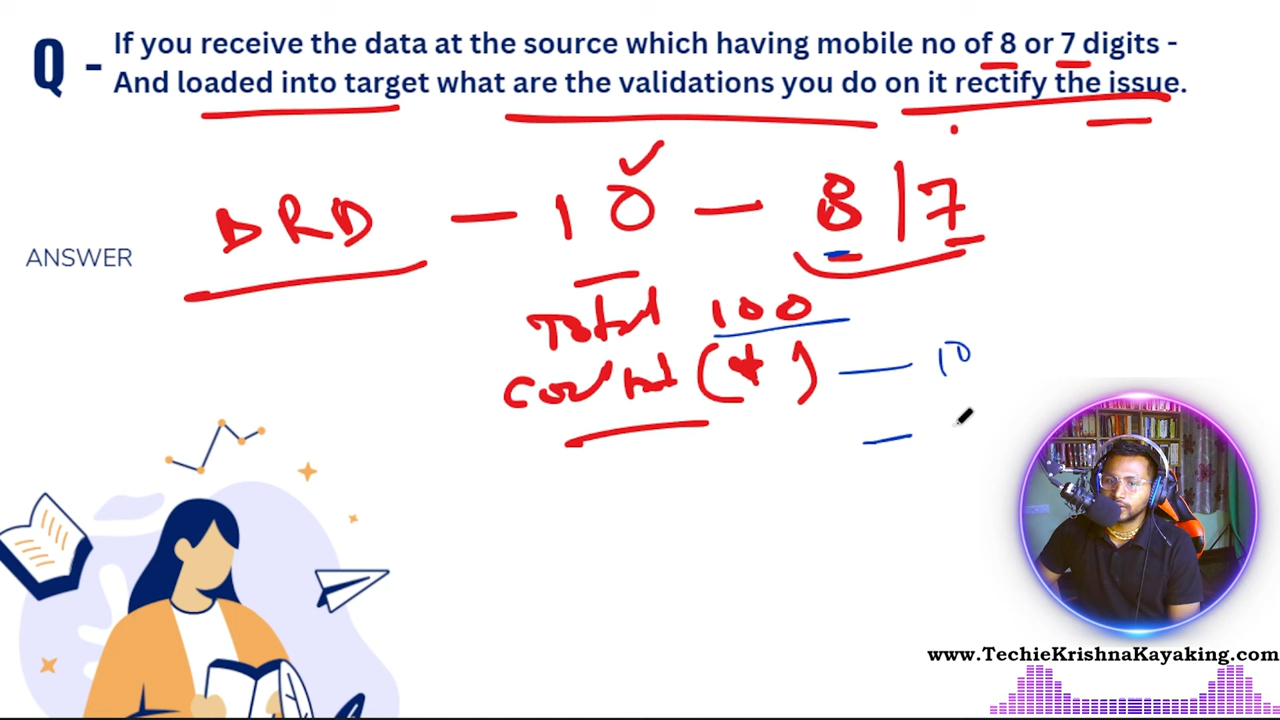 Q -
If you receive the data at the source which having mobile no of 8 or 7 digits -
And loaded into target what are the validations you do on it rectify the issue.
BRD - 10 - 8 | 7
ANSWER
Total 100
Count (*) - 10
-
www.TechieKrishnaKayaking.com